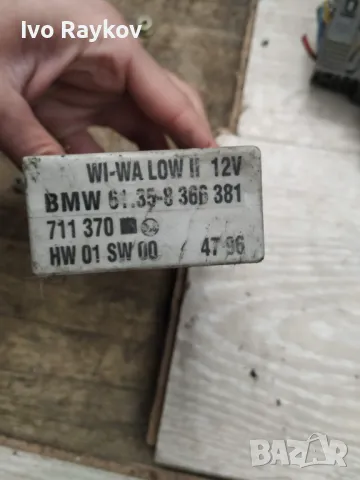 Ivo Raykov
WI-WA LOW II 12V
BMW 61.35-8 366 381
711 370
HW 01 SW 00 47 96
BAZAR